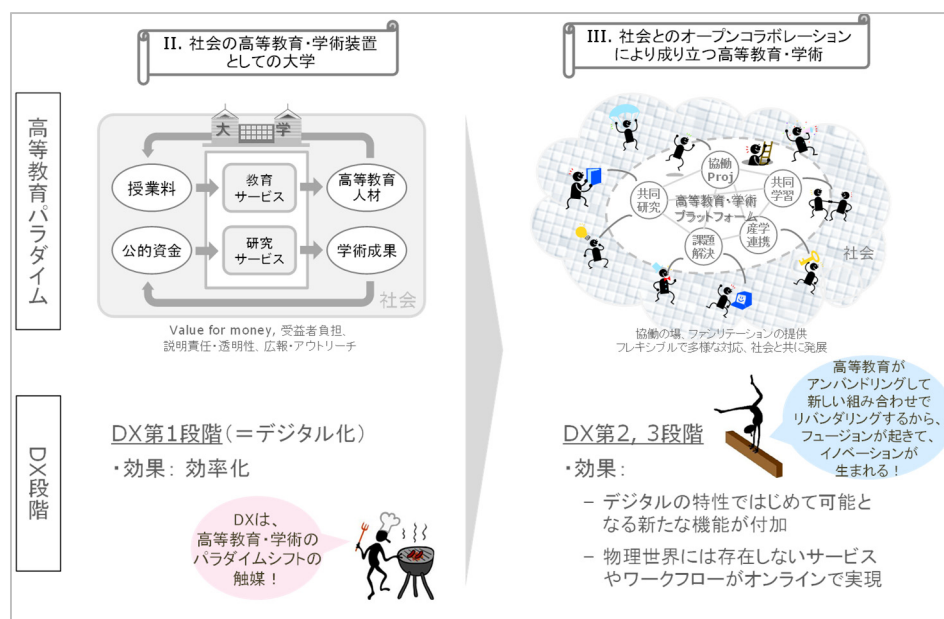 II. 社会の高等教育・学術装置
としての大学
III. 社会とのオープンコラボレーション
により成り立つ高等教育・学術
高等教育パラダイム
大 学
授業料
教育
サービス
高等教育
人材
公的資金
研究
サービス
学術成果
社会
Value for money, 受益者負担、
説明責任・透明性、広報・アウトリーチ
協働
Proj
共同
研究
共同
学習
高等教育・学術
プラットフォーム
課題
解決
産学
連携
社会
協働の場、ファシリテーションの提供
フレキシブルで多様な対応、社会と共に発展
DX段階
DX第1段階(＝デジタル化)
・効果: 効率化
DXは、
高等教育・学術の
パラダイムシフトの
触媒！
高等教育が
アンバンドリングして
新しい組み合わせで
リバンダリングするから、
フュージョンが起きて、
イノベーションが
生まれる！
DX第2, 3段階
・効果:
– デジタルの特性ではじめて可能と
なる新たな機能が付加
– 物理世界には存在しないサービス
やワークフローがオンラインで実現